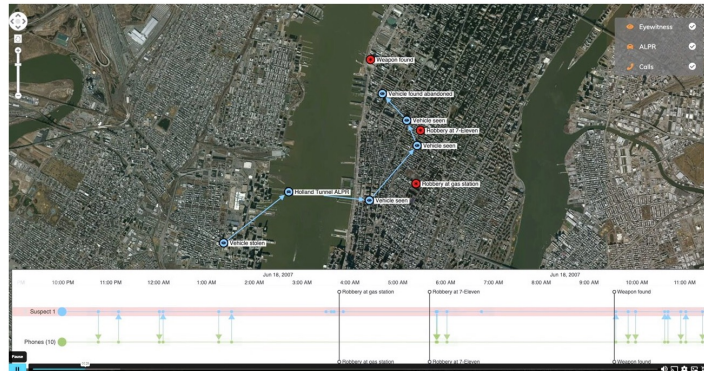 Eyewitness
ALPR
Calls
Weapon found
Vehicle found abandoned
Vehicle seen
Robbery at 7-Eleven
Vehicle seen
Robbery at gas station
Holland Tunnel ALPR
Vehicle seen
Vehicle stolen
Jun 18, 2007 Jun 18, 2007
10:00 PM 11:00 PM 12:00 AM 1:00 AM 2:00 AM 3:00 AM 4:00 AM 5:00 AM 6:00 AM 7:00 AM 8:00 AM 9:00 AM 10:00 AM 11:00 AM
Robbery at gas station Robbery at 7-Eleven Weapon found
Suspect 1
Phones (10)
Pause
Robbery at gas station Robbery at 7-Eleven Weapon found